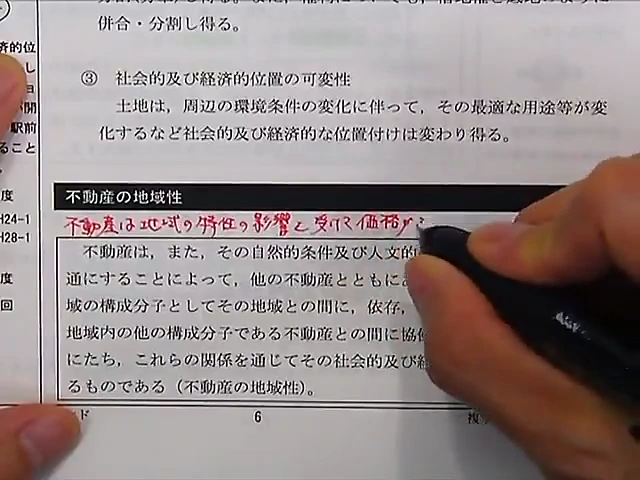 併合・分割し得る。
③ 社会的及び経済的位置の可変性
土地は，周辺の環境条件の変化に伴って，その最適な用途等が変
化するなど社会的及び経済的な位置付けは変わり得る。
不動産の地域性
不動産は地域の特性の影響を受けて価格が
不動産は，また，その自然的条件及び人文的
通にすることによって，他の不動産とともにあ
域の構成分子としてその地域との間に，依存，
地域内の他の構成分子である不動産との間に協
にたち，これらの関係を通じてその社会的及び経
るものである（不動産の地域性）。
6
済的位
し
駅前
ること
度
H24-1
H28-1
度
回